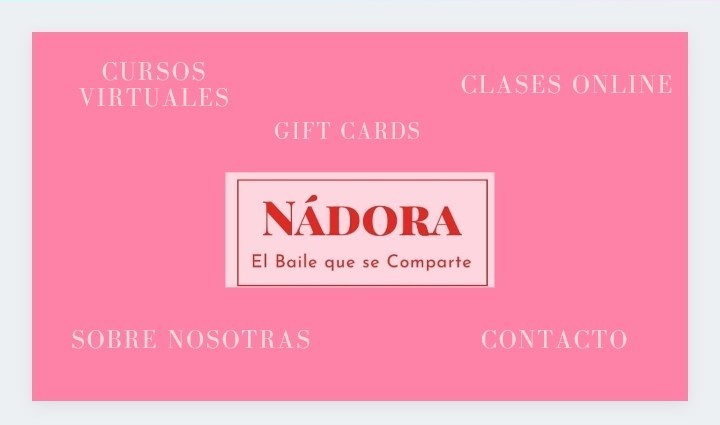 CURSOS
VIRTUALES
CLASES ONLINE
GIFT CARDS
NÁDORA
El Baile que se Comparte
SOBRE NOSOTRAS
CONTACTO